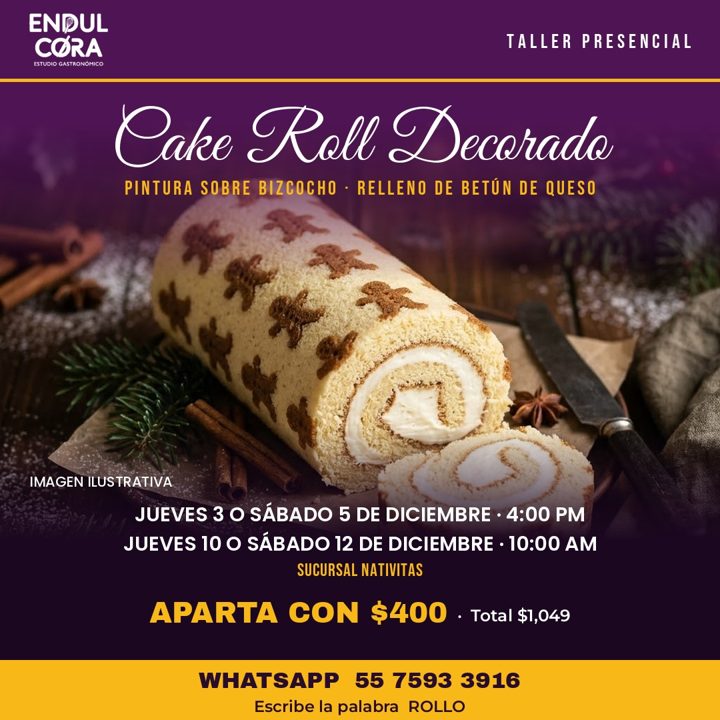 ENDUL
CORA
ESTUDIO GASTRONÓMICO
TALLER PRESENCIAL
Cake Roll Decorado
PINTURA SOBRE BIZCOCHO · RELLENO DE BETÚN DE QUESO
IMAGEN ILUSTRATIVA
JUEVES 3 O SÁBADO 5 DE DICIEMBRE · 4:00 PM
JUEVES 10 O SÁBADO 12 DE DICIEMBRE · 10:00 AM
SUCURSAL NATIVITAS
APARTA CON $400 · Total $1,049
WHATSAPP 55 7593 3916
Escribe la palabra ROLLO